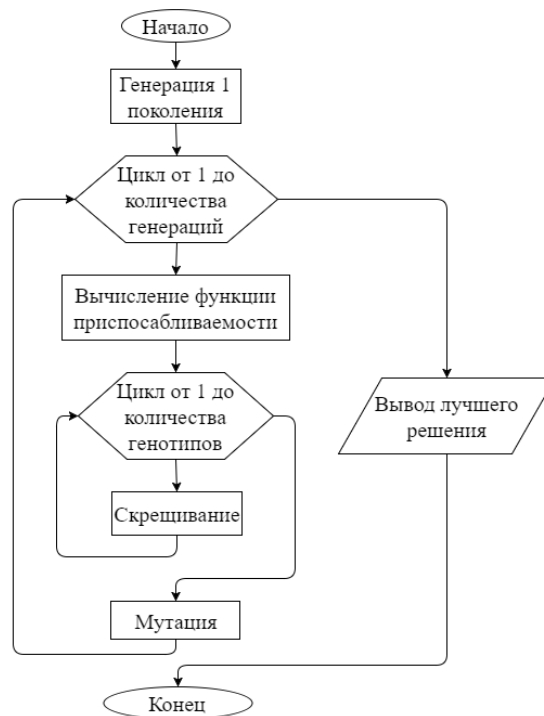 Начало
Генерация 1
поколения
Цикл от 1 до
количества
генераций
Вычисление функции
приспосабливаемости
Цикл от 1 до
количества
генотипов
Вывод лучшего
решения
Скрещивание
Мутация
Конец